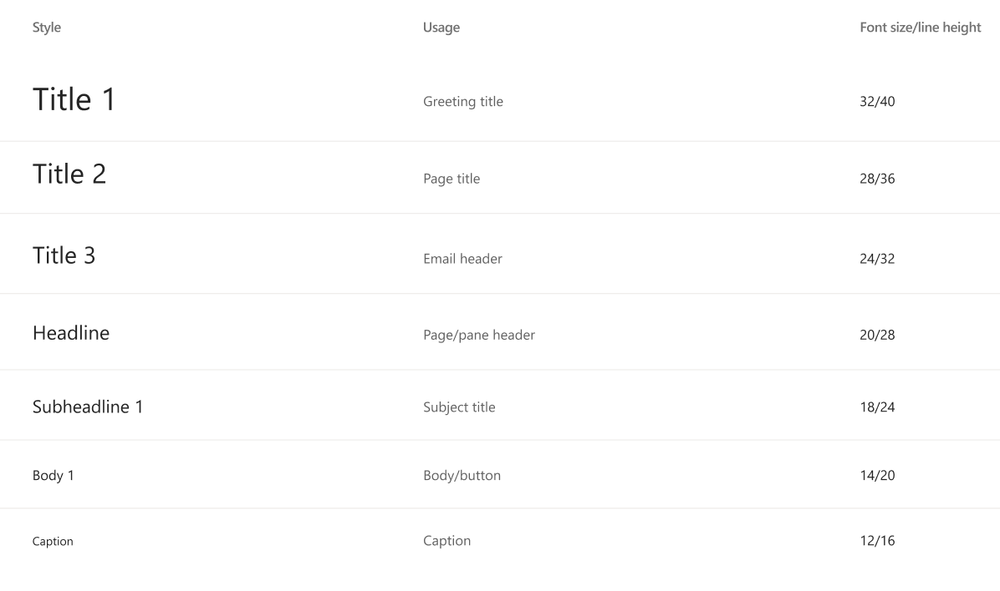 Style Usage Font size/line height
Title 1 Greeting title 32/40
Title 2 Page title 28/36
Title 3 Email header 24/32
Headline Page/pane header 20/28
Subheadline 1 Subject title 18/24
Body 1 Body/button 14/20
Caption Caption 12/16